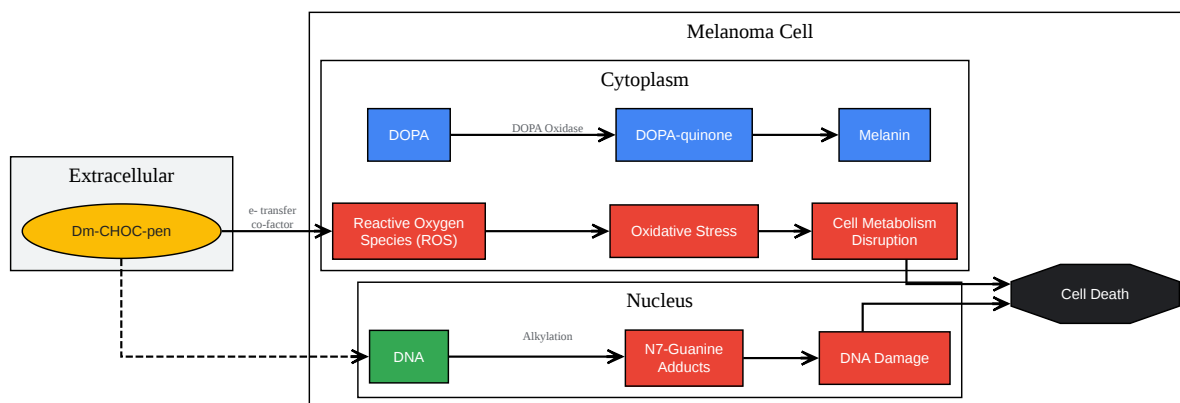 Melanoma Cell
Cytoplasm
DOPA
DOPA Oxidase
DOPA-quinone
Melanin
Extracellular
Dm-CHOC-pen
e- transfer
co-factor
Reactive Oxygen
Species (ROS)
Oxidative Stress
Cell Metabolism
Disruption
Cell Death
Nucleus
DNA
Alkylation
N7-Guanine
Adducts
DNA Damage